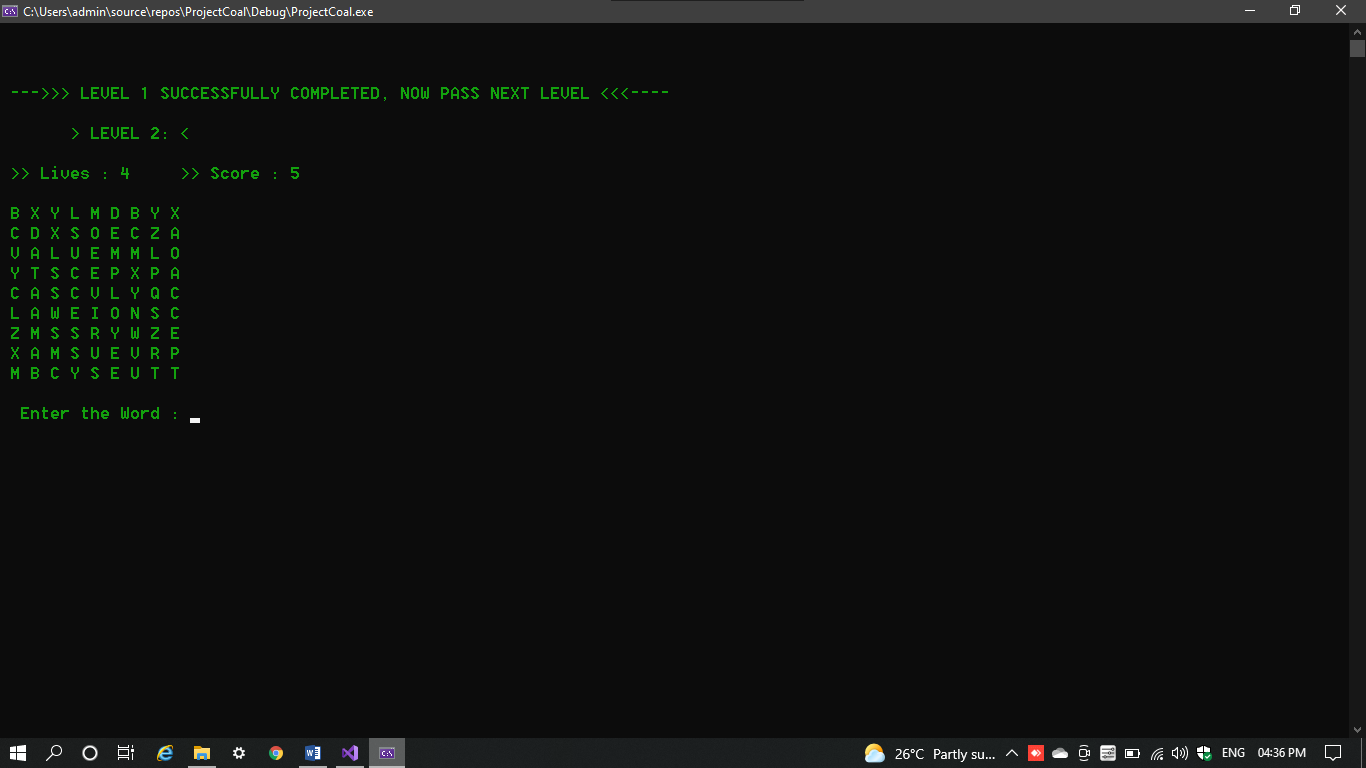 C:\Users\admin\source\repos\ProjectCoal\Debug\ProjectCoal.exe
--->>> LEVEL 1 SUCCESSFULLY COMPLETED, NOW PASS NEXT LEVEL <<<----
> LEVEL 2: <
>> Lives : 4     >> Score : 5
B X Y L M D B Y X
C D X S O E C Z A
V A L U E M M L O
Y T S C E P X P A
C A S C V L Y Q C
L A W E I O N S C
Z M S S R Y W Z E
X A M S U E V R P
M B C Y S E U T T
Enter the Word :
26°C Partly su... ENG 04:36 PM